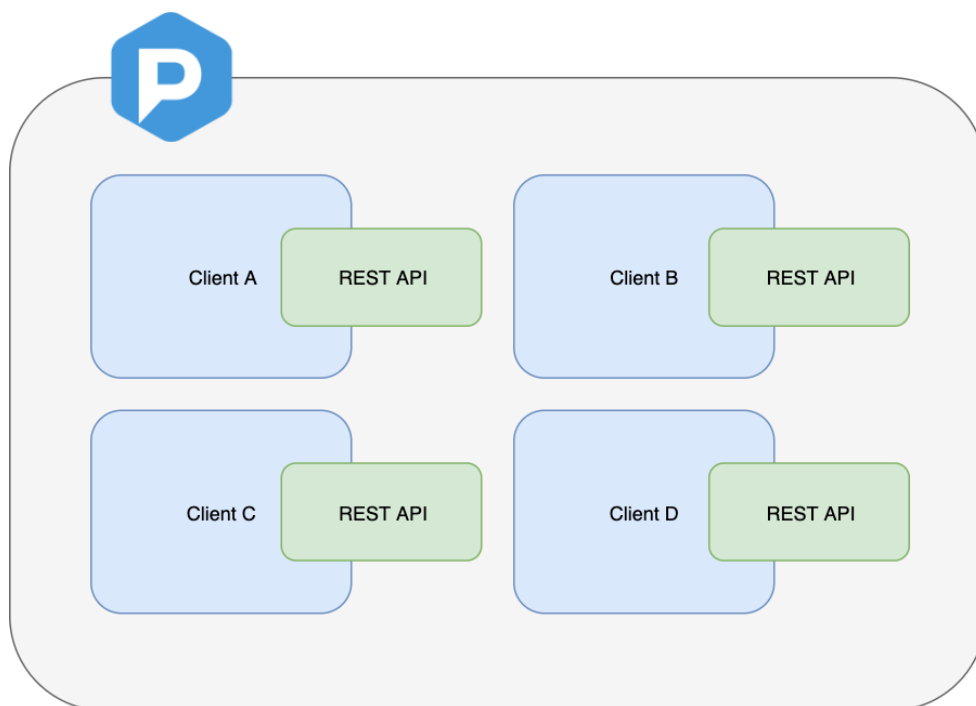 P
Client A
REST API
Client B
REST API
Client C
REST API
Client D
REST API